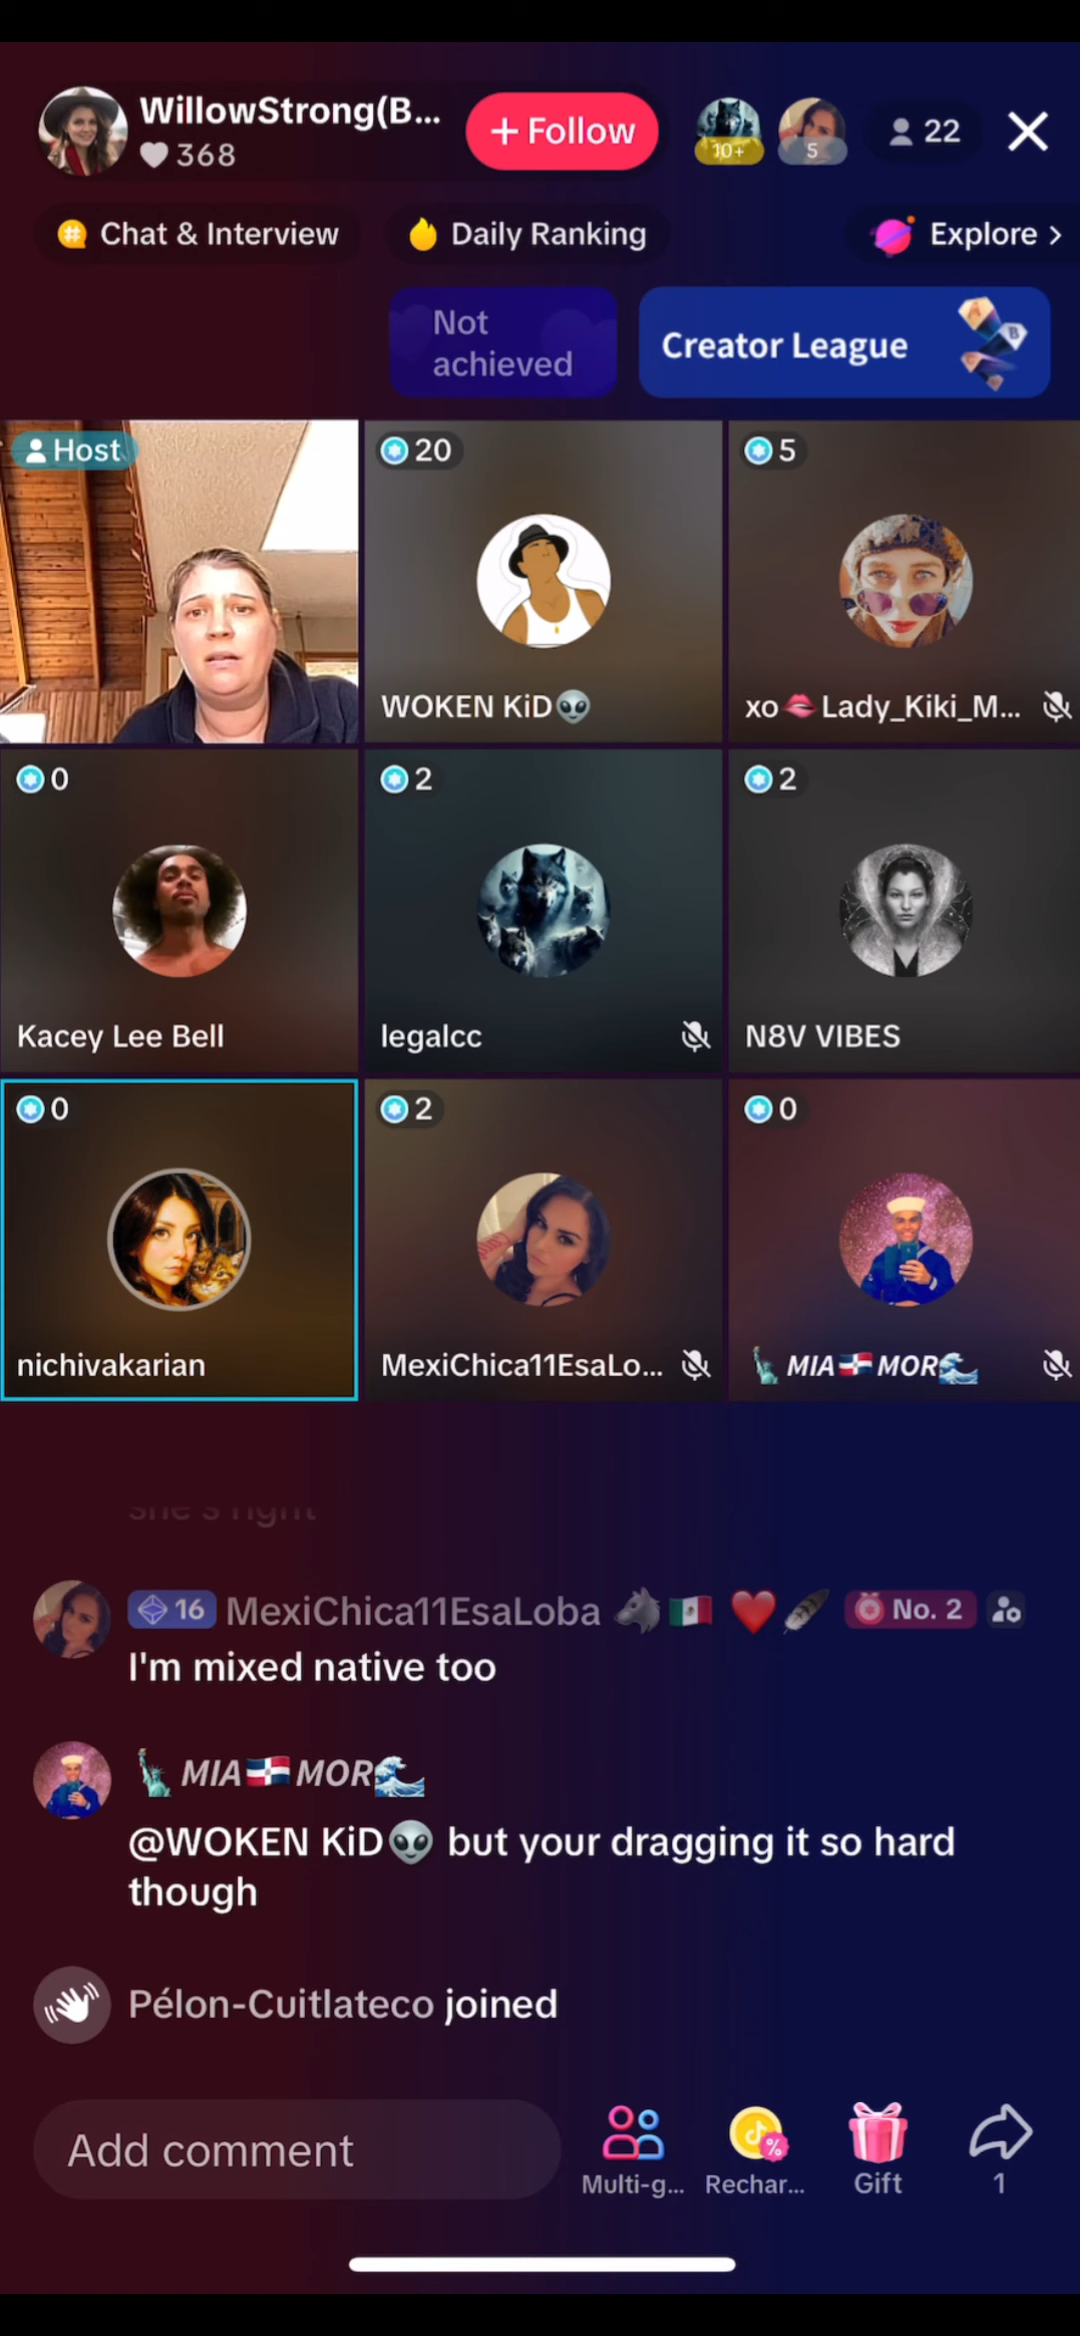 WillowStrong(B...
368
+ Follow
10+
5
22
Chat & Interview
Daily Ranking
Explore >
Not
achieved
Creator League
Host
20
5
WOKEN KiD👽
xo💋Lady_Kiki_M...
0
2
2
Kacey Lee Bell
legalcc
N8V VIBES
0
2
0
nichivakarian
MexiChica11EsaLo...
🗽 MIA🇩🇴MOR🌊
she's right
16 MexiChica11EsaLoba 🐺🇲🇽 ❤️🪶 No. 2
I'm mixed native too
🗽 MIA🇩🇴MOR🌊
@WOKEN KiD👽 but your dragging it so hard
though
Pélon-Cuitlateco joined
Add comment
Multi-g...
Rechar...
Gift
1